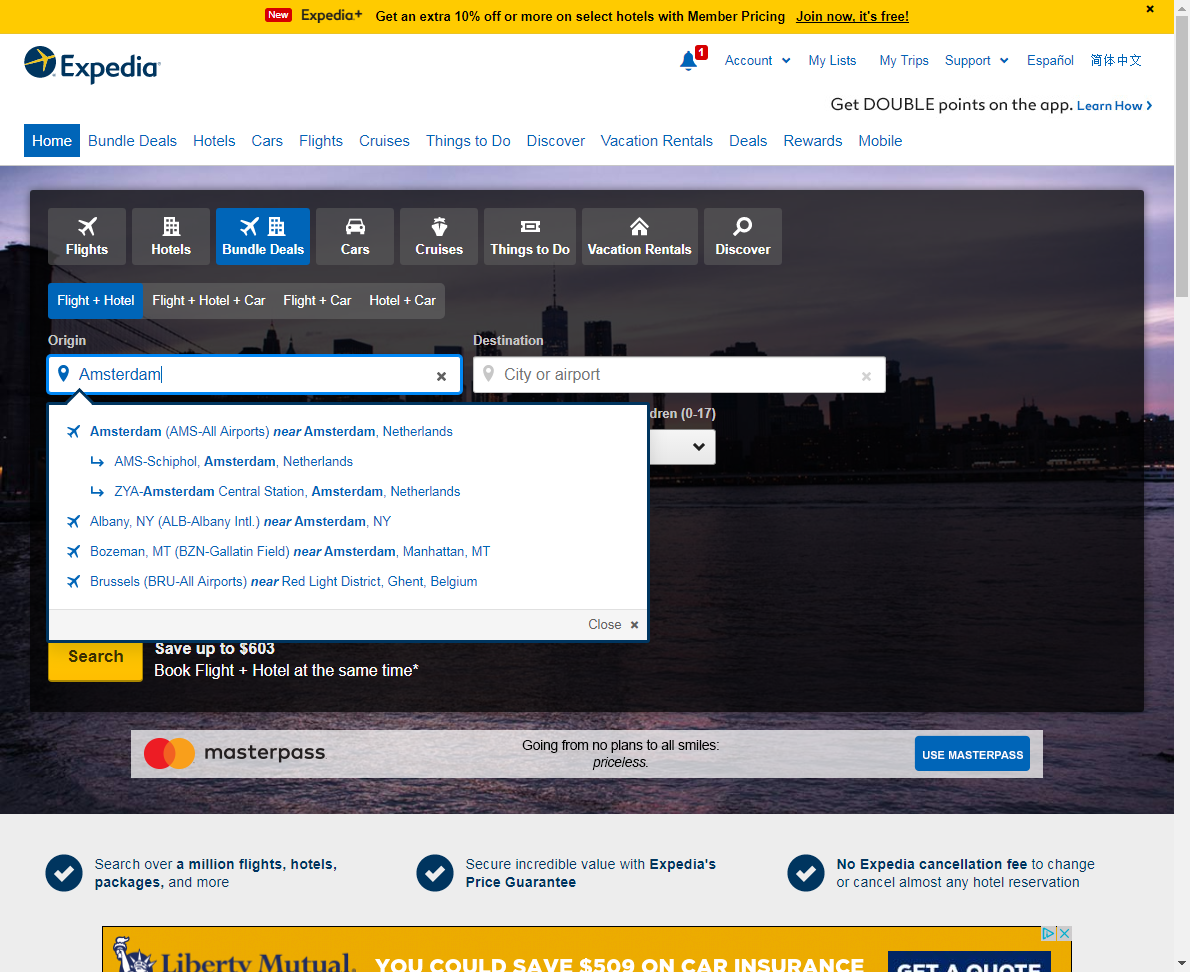 New Expedia+ Get an extra 10% off or more on select hotels with Member Pricing Join now, it's free!
Expedia
1 Account My Lists My Trips Support Español 简体中文
Get DOUBLE points on the app. Learn How
Home Bundle Deals Hotels Cars Flights Cruises Things to Do Discover Vacation Rentals Deals Rewards Mobile
Flights Hotels Bundle Deals Cars Cruises Things to Do Vacation Rentals Discover
Flight + Hotel Flight + Hotel + Car Flight + Car Hotel + Car
Origin Destination
Amsterdam City or airport
dren (0-17)
Amsterdam (AMS-All Airports) near Amsterdam, Netherlands
AMS-Schiphol, Amsterdam, Netherlands
ZYA-Amsterdam Central Station, Amsterdam, Netherlands
Albany, NY (ALB-Albany Intl.) near Amsterdam, NY
Bozeman, MT (BZN-Gallatin Field) near Amsterdam, Manhattan, MT
Brussels (BRU-All Airports) near Red Light District, Ghent, Belgium
Close
Search Save up to $603
Book Flight + Hotel at the same time*
masterpass Going from no plans to all smiles:
priceless. USE MASTERPASS
Search over a million flights, hotels,
packages, and more
Secure incredible value with Expedia's
Price Guarantee
No Expedia cancellation fee to change
or cancel almost any hotel reservation
Liberty Mutual. YOU COULD SAVE $509 ON CAR INSURANCE GET A QUOTE